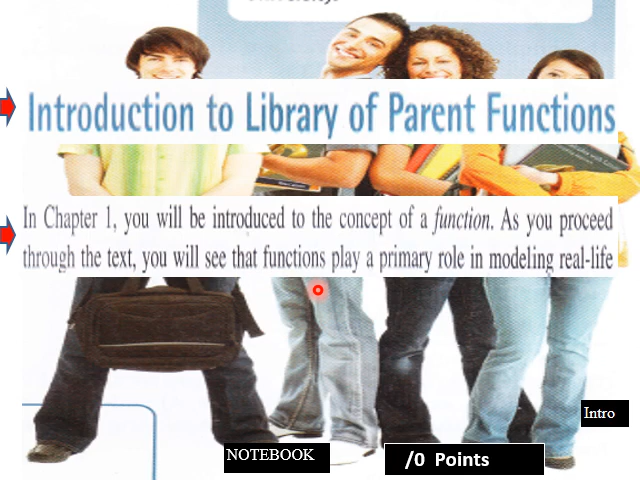 Introduction to Library of Parent Functions
In Chapter 1, you will be introduced to the concept of a function. As you proceed
through the text, you will see that functions play a primary role in modeling real-life
Intro
NOTEBOOK
/0 Points